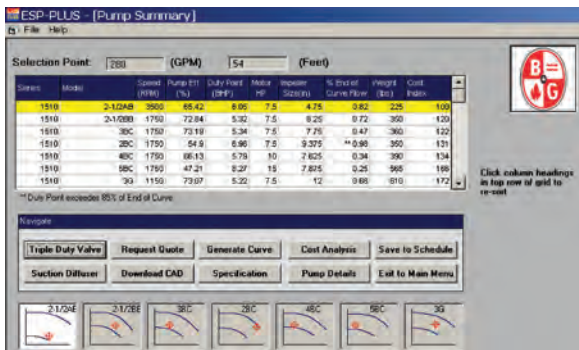 ESP-PLUS - [Pump Summary]
File Help
Selection Point: 280 (GPM) 54 (Feet)
Series Model Speed (RPM) Pump Eff (%) Duty Point (BHP) Motor HP Impeller Size(in) % End of Curve Flow Weight (lbs) Cost Index
1510 2-1/2AB 3500 65.42 6.05 7.5 4.75 0.82 225 100
1510 2-1/2BB 1750 72.84 5.32 7.5 8.25 0.72 350 120
1510 3BC 1750 73.19 5.34 7.5 7.75 0.47 360 122
1510 2BC 1750 54.9 6.96 7.5 9.375 ** 0.98 350 131
1510 4BC 1750 66.13 5.79 10 7.625 0.34 390 134
1510 5BC 1750 47.21 8.27 15 7.875 0.25 565 168
1510 3G 1150 73.07 5.22 7.5 12 0.66 610 172
** Duty Point exceeds 85% of End of Curve
B=
G
Click column headings
in top row of grid to
re-sort
Navigate
Triple Duty Valve Request Quote Generate Curve Cost Analysis Save to Schedule
Suction Diffuser Download CAD Specification Pump Details Exit to Main Menu
2-1/2AE 2-1/2BE 3BC 2BC 4BC 5BC 3G